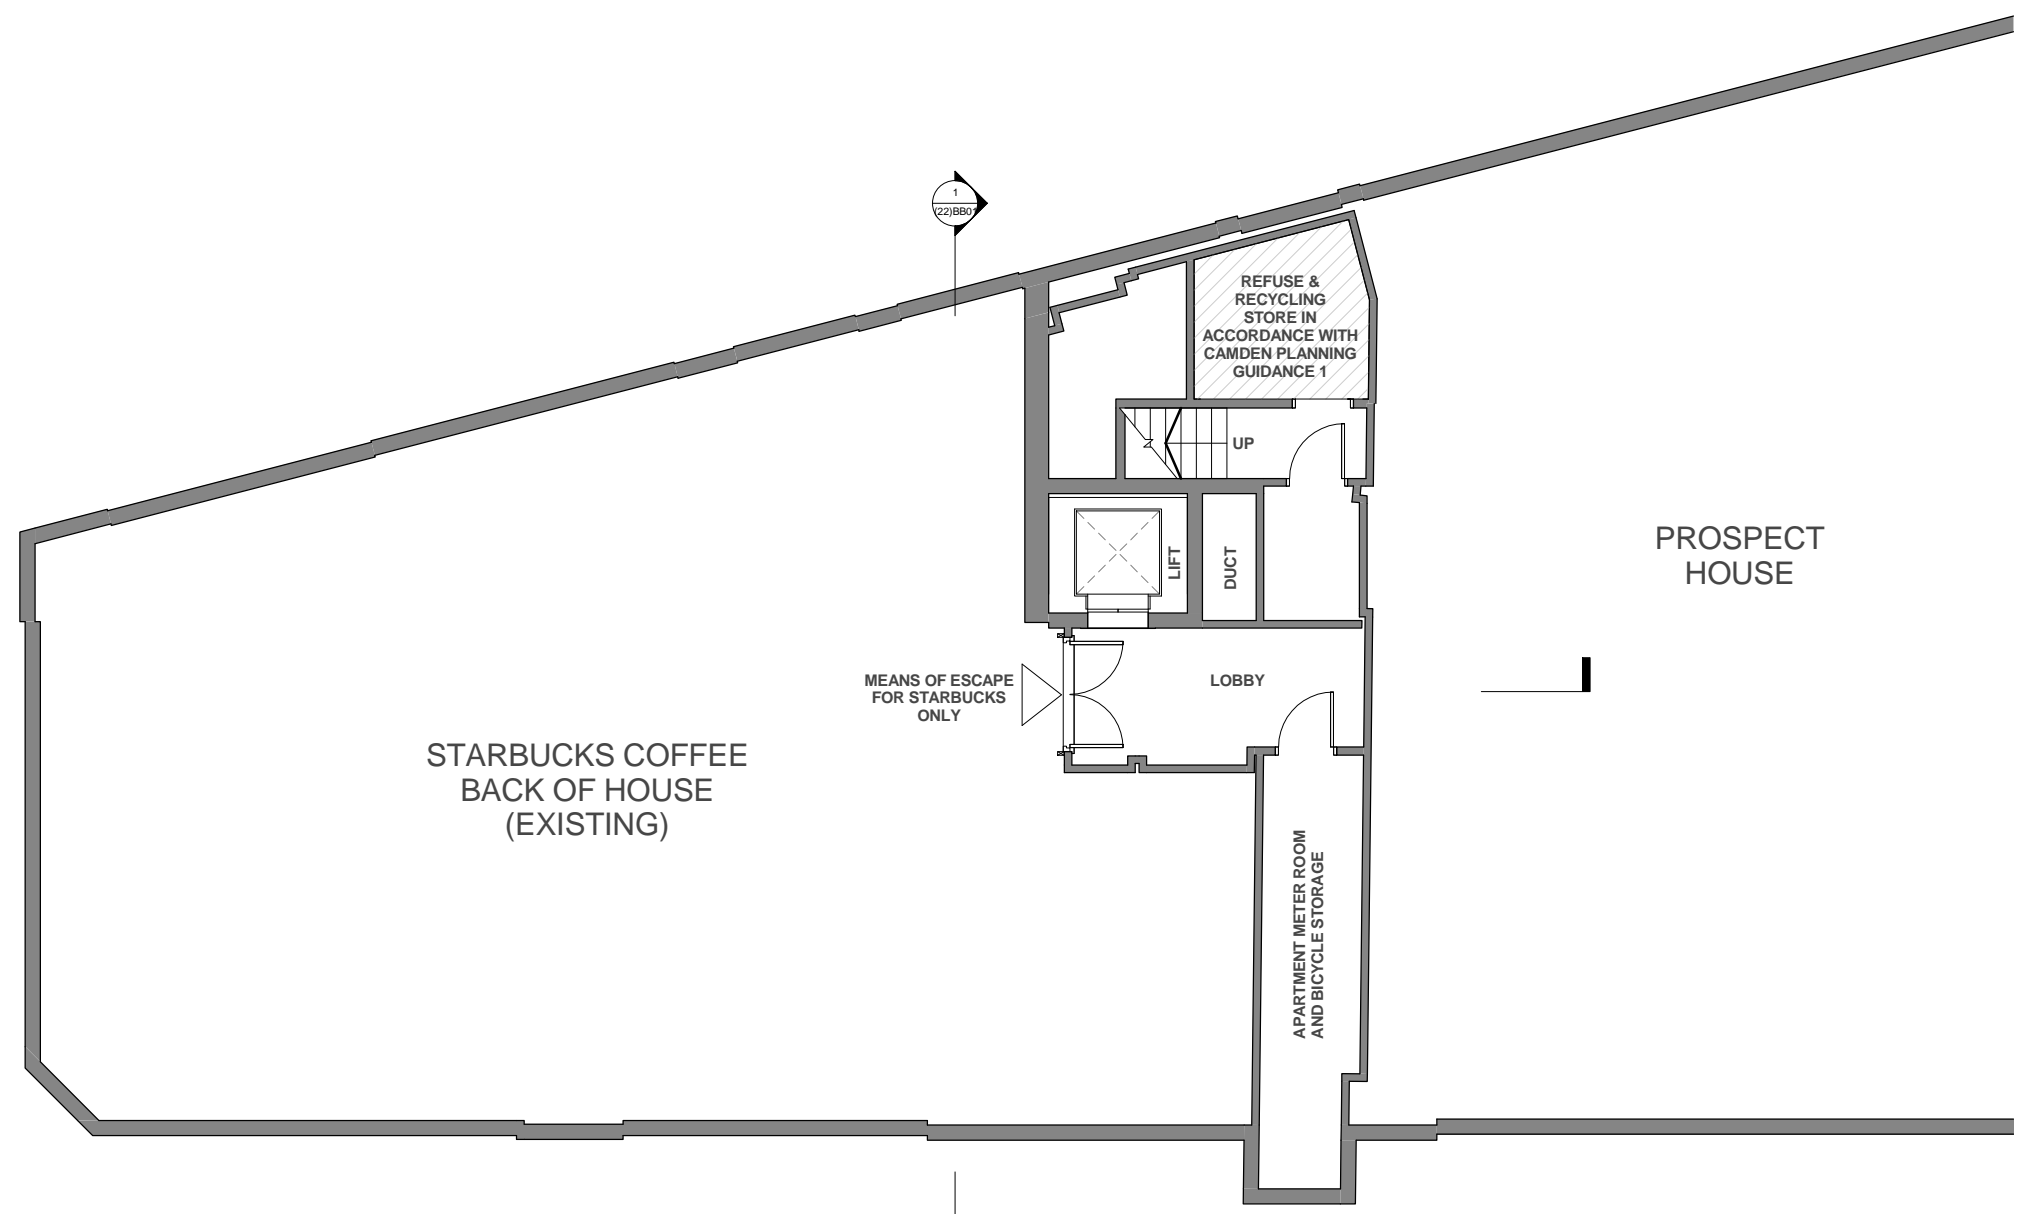 1
(22)BB01
REFUSE &
RECYCLING
STORE IN
ACCORDANCE WITH
CAMDEN PLANNING
GUIDANCE 1
UP
LIFT
DUCT
PROSPECT
HOUSE
MEANS OF ESCAPE
FOR STARBUCKS
ONLY
LOBBY
STARBUCKS COFFEE
BACK OF HOUSE
(EXISTING)
APARTMENT METER ROOM
AND BICYCLE STORAGE